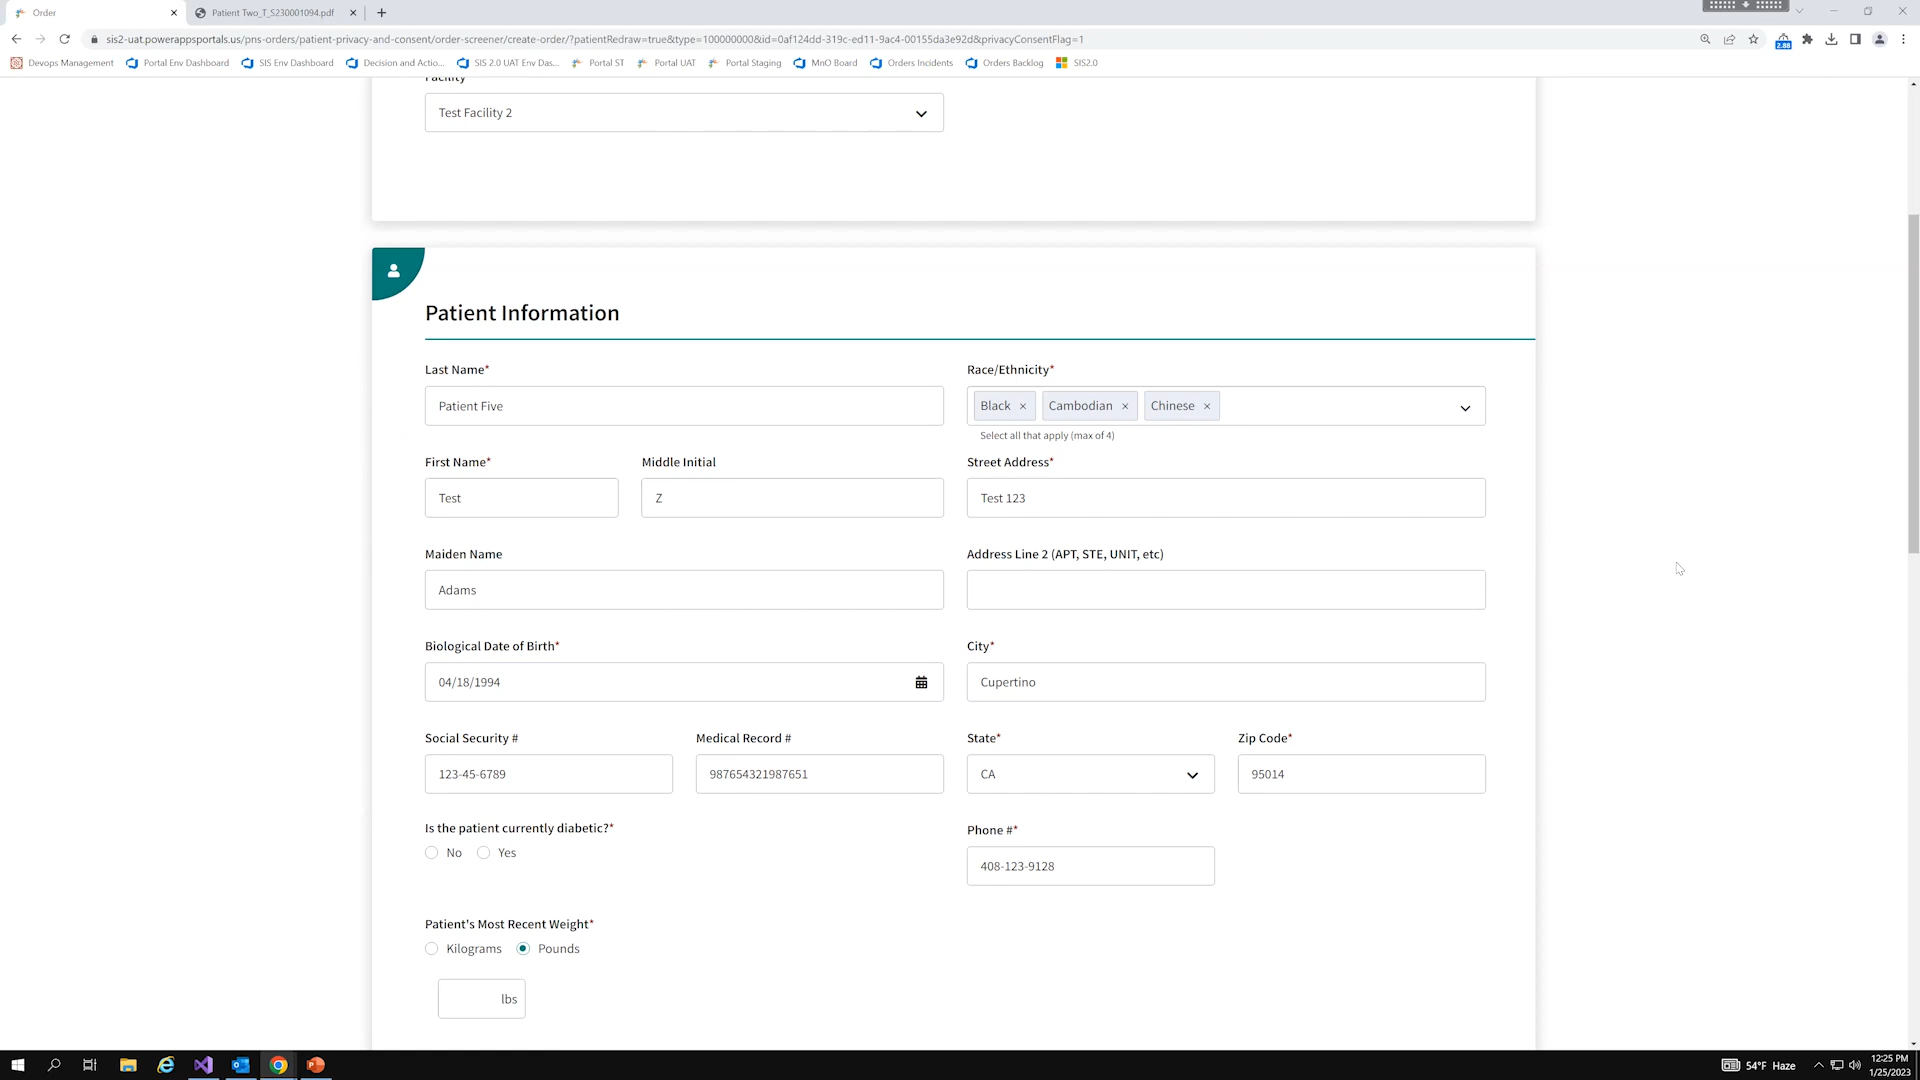 Order
Patient Two_T_S230001094.pdf
sis2-uat.powerappsportals.us/pns-orders/patient-privacy-and-consent/order-screener/create-order/?patientRedraw=true&type=100000000&id=0af124dd-319c-ed11-9ac4-00155da3e92d&privacyConsentFlag=1
2.88
Devops Management
Portal Env Dashboard
SIS Env Dashboard
Decision and Actio...
SIS 2.0 UAT Env Das...
Portal ST
Portal UAT
Portal Staging
MnO Board
Orders Incidents
Orders Backlog
SIS2.0
Facility
Test Facility 2
Patient Information
Last Name*
Patient Five
Race/Ethnicity*
Black × Cambodian × Chinese ×
Select all that apply (max of 4)
First Name*
Test
Middle Initial
Z
Street Address*
Test 123
Maiden Name
Adams
Address Line 2 (APT, STE, UNIT, etc)
Biological Date of Birth*
04/18/1994
City*
Cupertino
Social Security #
123-45-6789
Medical Record #
987654321987651
State*
CA
Zip Code*
95014
Is the patient currently diabetic?*
No Yes
Phone #*
408-123-9128
Patient's Most Recent Weight*
Kilograms Pounds
lbs
54°F Haze
12:25 PM
1/25/2023